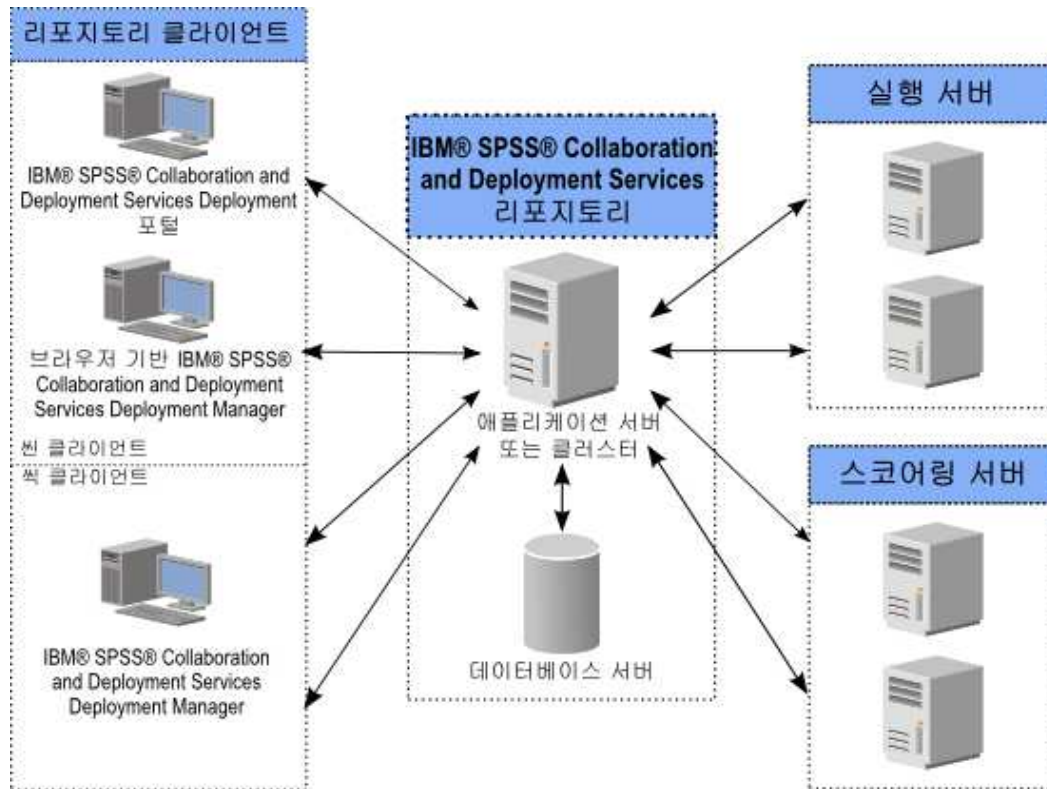 리포지토리 클라이언트
IBM® SPSS® Collaboration and
Deployment Services Deployment
포털
브라우저 기반 IBM® SPSS®
Collaboration and Deployment
Services Deployment Manager
씬 클라이언트
씩 클라이언트
IBM® SPSS® Collaboration
and Deployment Services
Deployment Manager
IBM® SPSS® Collaboration
and Deployment Services
리포지토리
애플리케이션 서버
또는 클러스터
데이터베이스 서버
실행 서버
스코어링 서버